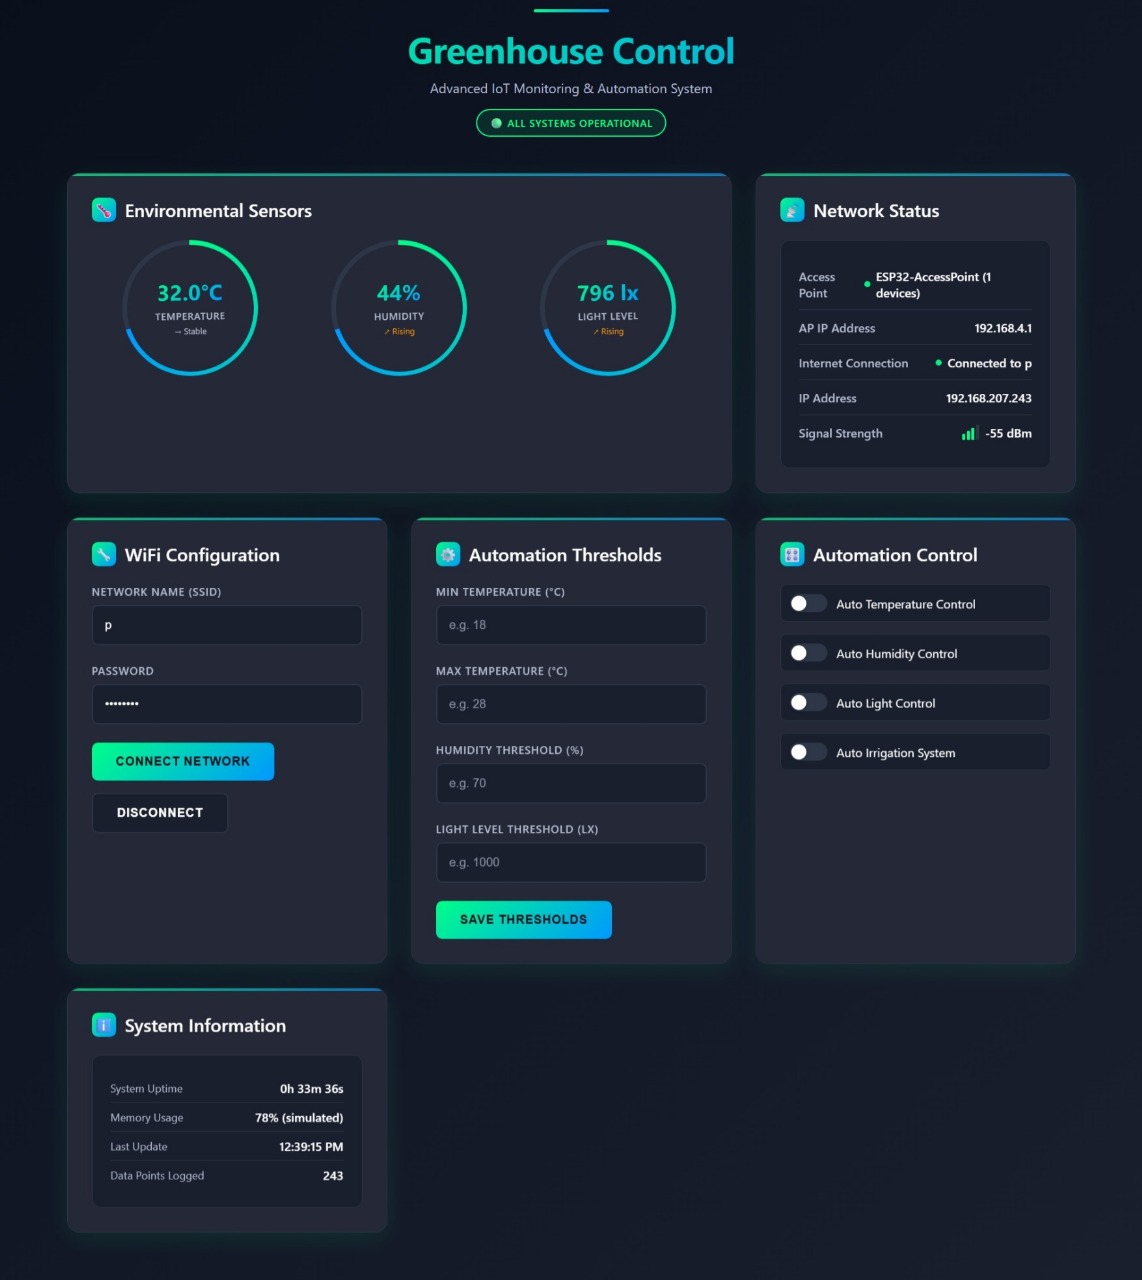 Greenhouse Control
Advanced IoT Monitoring & Automation System
ALL SYSTEMS OPERATIONAL
Environmental Sensors
32.0°C
TEMPERATURE
→ Stable
44%
HUMIDITY
↗ Rising
796 lx
LIGHT LEVEL
↗ Rising
Network Status
Access Point
ESP32-AccessPoint (1 devices)
AP IP Address
192.168.4.1
Internet Connection
Connected to p
IP Address
192.168.207.243
Signal Strength
-55 dBm
WiFi Configuration
NETWORK NAME (SSID)
p
PASSWORD
••••••••
CONNECT NETWORK
DISCONNECT
Automation Thresholds
MIN TEMPERATURE (°C)
e.g. 18
MAX TEMPERATURE (°C)
e.g. 28
HUMIDITY THRESHOLD (%)
e.g. 70
LIGHT LEVEL THRESHOLD (LX)
e.g. 1000
SAVE THRESHOLDS
Automation Control
Auto Temperature Control
Auto Humidity Control
Auto Light Control
Auto Irrigation System
System Information
System Uptime
0h 33m 36s
Memory Usage
78% (simulated)
Last Update
12:39:15 PM
Data Points Logged
243